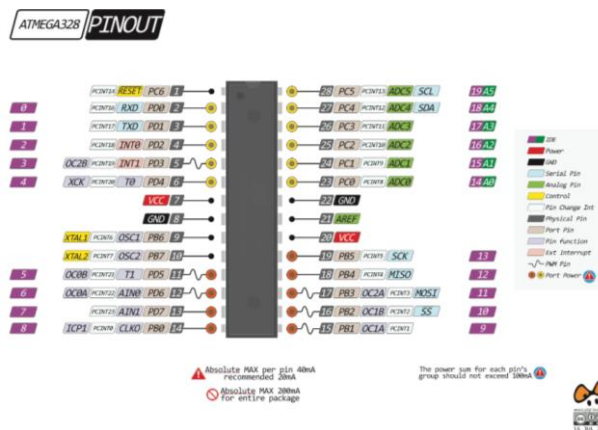 ATMEGA328 PINOUT
PCINT14 RESET PC6 1
0 PCINT16 RXD PD0 2
1 PCINT17 TXD PD1 3
2 PCINT18 INT0 PD2 4
3 OC2B PCINT19 INT1 PD3 5
4 XCK PCINT20 T0 PD4 6
VCC 7
GND 8
XTAL1 PCINT6 OSC1 PB6 9
XTAL2 PCINT7 OSC2 PB7 10
5 OC0B PCINT21 T1 PD5 11
6 OC0A PCINT22 AIN0 PD6 12
7 PCINT23 AIN1 PD7 13
8 ICP1 PCINT0 CLKO PB0 14
28 PC5 PCINT13 ADC5 SCL 19 A5
27 PC4 PCINT12 ADC4 SDA 18 A4
26 PC3 PCINT11 ADC3 17 A3
25 PC2 PCINT10 ADC2 16 A2
24 PC1 PCINT9 ADC1 15 A1
23 PC0 PCINT8 ADC0 14 A0
22 GND
21 AREF
20 VCC
19 PB5 PCINT5 SCK 13
18 PB4 PCINT4 MISO 12
17 PB3 OC2A PCINT3 MOSI 11
16 PB2 OC1B PCINT2 SS 10
15 PB1 OC1A PCINT1 9
IDE
Power
GND
Serial Pin
Analog Pin
Control
Pin Change Int
Physical Pin
Port Pin
Pin function
Ext Interrupt
PWM Pin
Port Power
Absolute MAX per pin 40mA
recommended 20mA
Absolute MAX 200mA
for entire package
The power sum for each pin's
group should not exceed 100mA